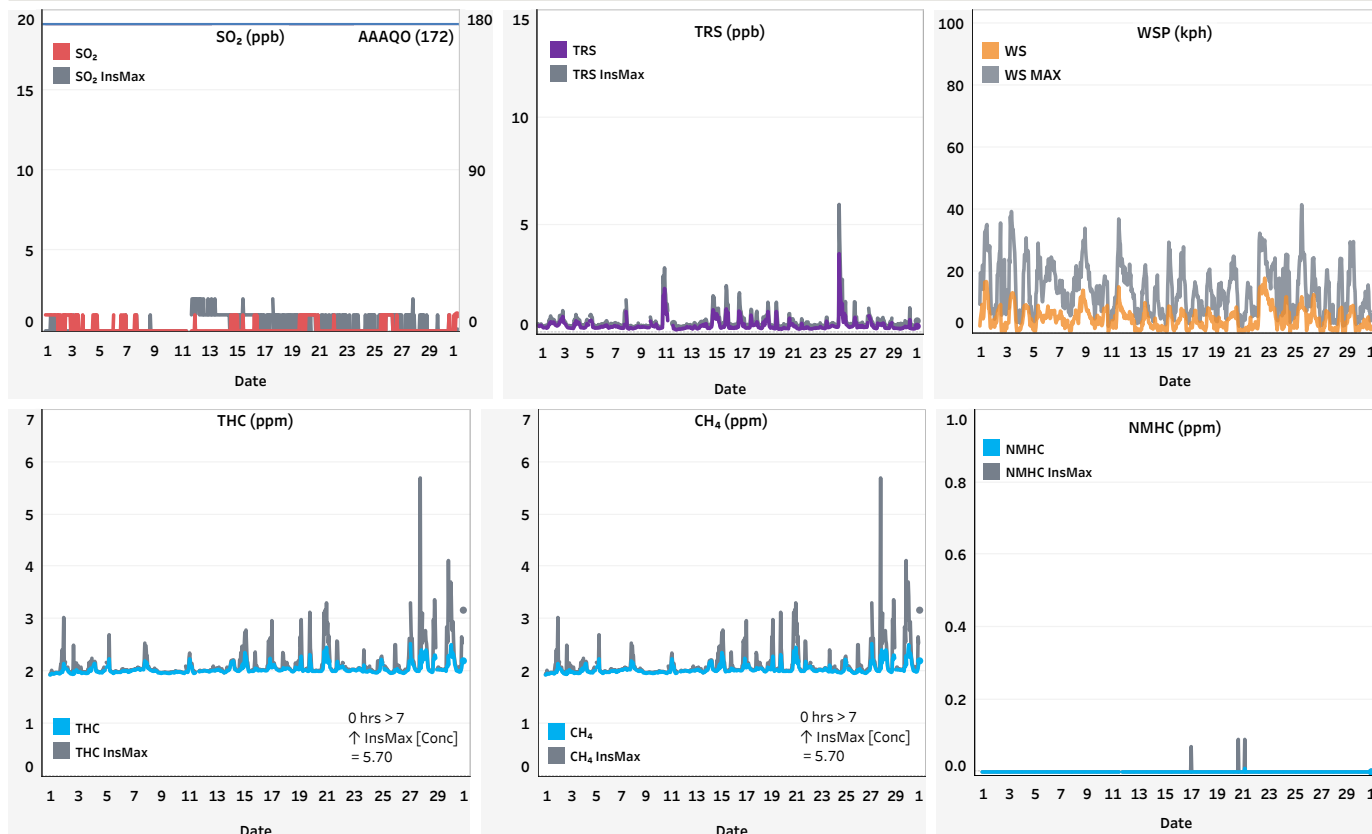 SO₂ (ppb)
AAAQO (172)
SO₂
SO₂ InsMax
20
15
10
5
0
180
90
0
1 3 5 7 9 11 13 15 17 19 21 23 25 27 29 1
Date
TRS (ppb)
TRS
TRS InsMax
15
10
5
0
1 3 5 7 9 11 13 15 17 19 21 23 25 27 29 1
Date
WSP (kph)
WS
WS MAX
100
80
60
40
20
0
1 3 5 7 9 11 13 15 17 19 21 23 25 27 29 1
Date
THC (ppm)
7
6
5
4
3
2
1
0
THC
THC InsMax
0 hrs > 7
↑ InsMax [Conc]
= 5.70
1 3 5 7 9 11 13 15 17 19 21 23 25 27 29 1
Date
CH₄ (ppm)
7
6
5
4
3
2
1
0
CH₄
CH₄ InsMax
0 hrs > 7
↑ InsMax [Conc]
= 5.70
1 3 5 7 9 11 13 15 17 19 21 23 25 27 29 1
Date
NMHC (ppm)
NMHC
NMHC InsMax
1.0
0.8
0.6
0.4
0.2
0.0
1 3 5 7 9 11 13 15 17 19 21 23 25 27 29 1
Date